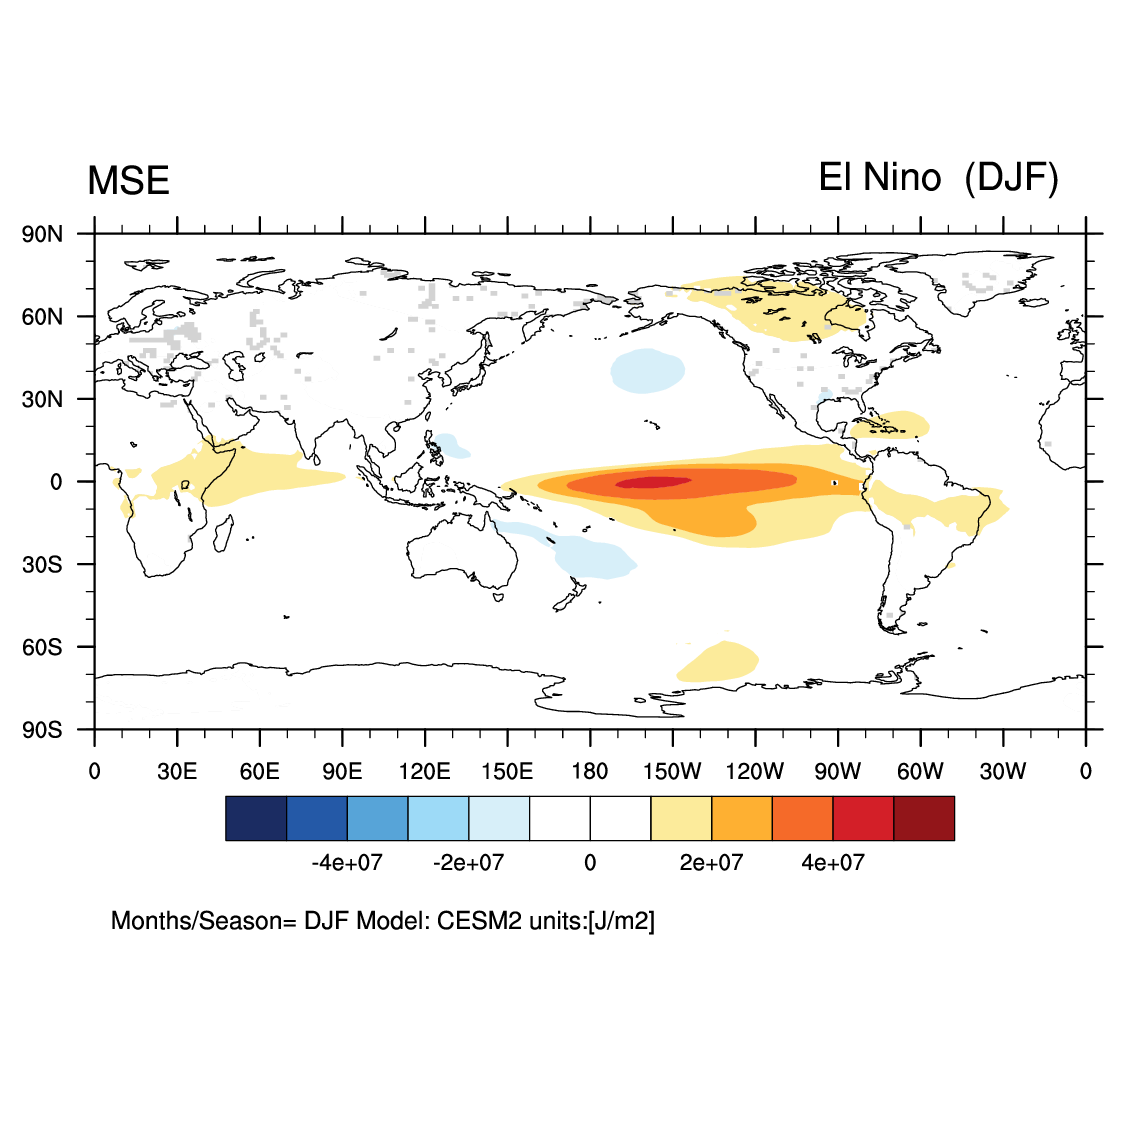 MSE
El Nino (DJF)
90N
60N
30N
0
30S
60S
90S
0 30E 60E 90E 120E 150E 180 150W 120W 90W 60W 30W 0
-4e+07 -2e+07 0 2e+07 4e+07
Months/Season= DJF Model: CESM2 units:[J/m2]